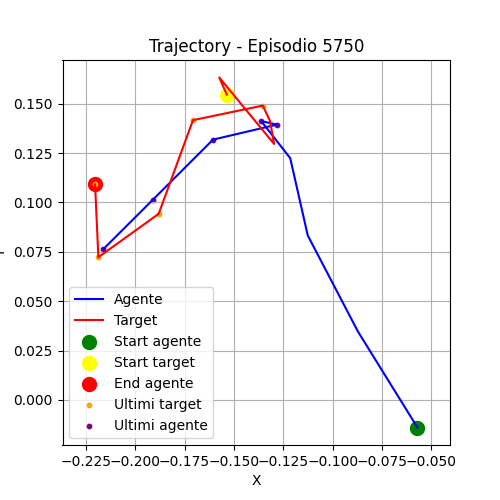 Trajectory - Episodio 5750
0.150
0.125
0.100
0.075
0.050
0.025
0.000
Agente
Target
Start agente
Start target
End agente
Ultimi target
Ultimi agente
−0.225 −0.200 −0.175 −0.150 −0.125 −0.100 −0.075 −0.050
X